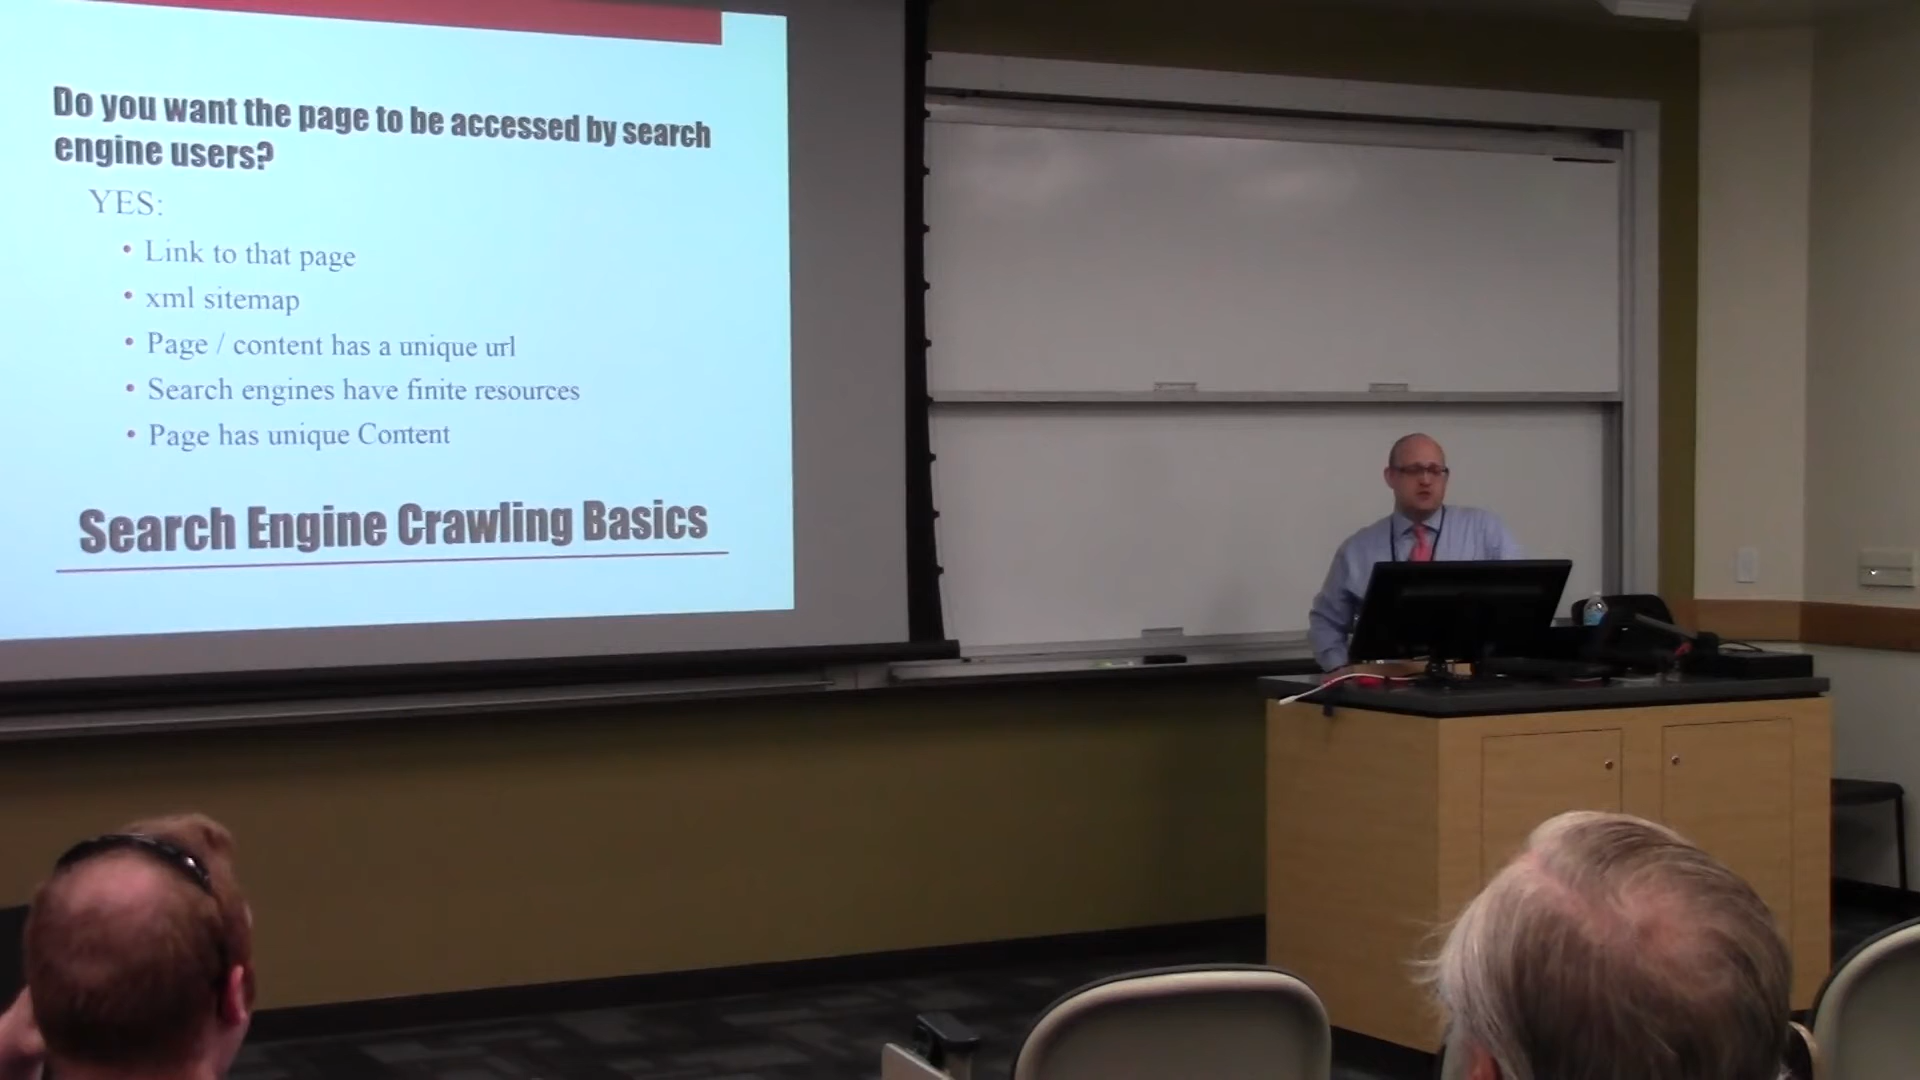 Do you want the page to be accessed by search
engine users?
YES:
• Link to that page
• xml sitemap
• Page / content has a unique url
• Search engines have finite resources
• Page has unique Content
Search Engine Crawling Basics